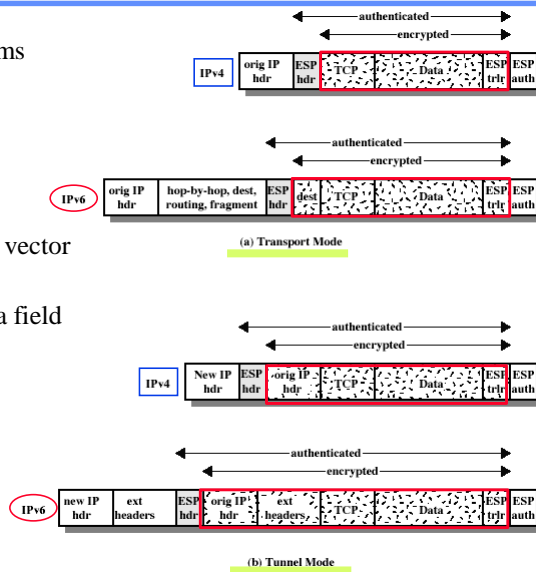 authenticated
encrypted
ms
IPv4
orig IP hdr
ESP hdr
TCP
Data
ESP trlr
ESP auth
authenticated
encrypted
IPv6
orig IP hdr
hop-by-hop, dest, routing, fragment
ESP hdr
dest
TCP
Data
ESP trlr
ESP auth
vector
(a) Transport Mode
a field
authenticated
encrypted
IPv4
New IP hdr
ESP hdr
orig IP hdr
TCP
Data
ESP trlr
ESP auth
authenticated
encrypted
IPv6
new IP hdr
ext headers
ESP hdr
orig IP hdr
ext headers
TCP
Data
ESP trlr
ESP auth
(b) Tunnel Mode